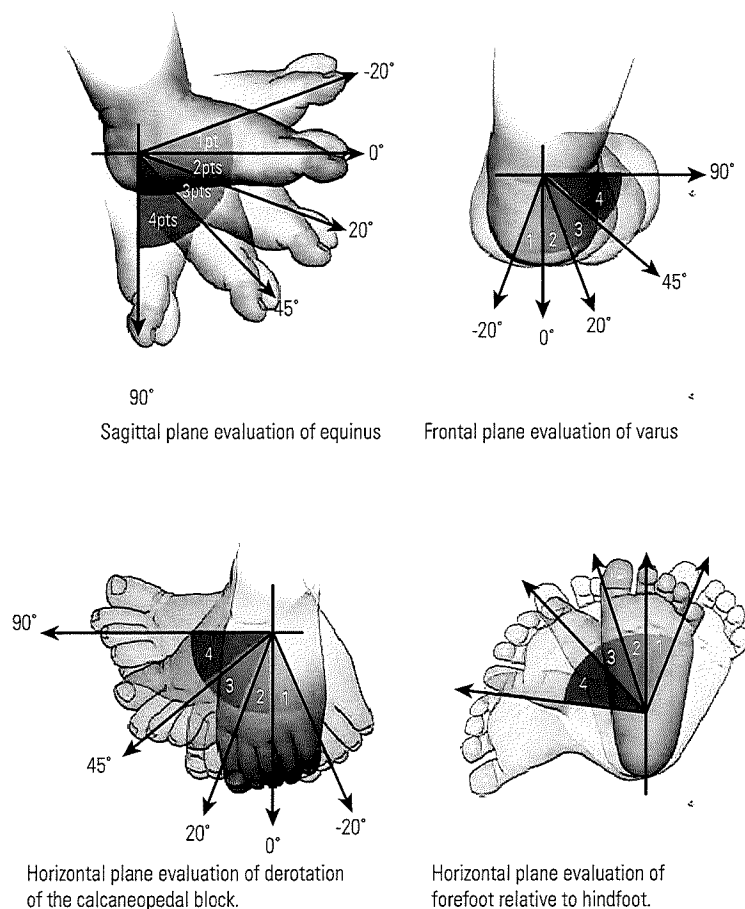 -20°
1pt
0°
2pts
3pts
4pts
20°
45°
90°
Sagittal plane evaluation of equinus
90°
4
3
2
1
45°
20°
0°
-20°
Frontal plane evaluation of varus
90°
4
3
2
1
45°
20°
0°
-20°
Horizontal plane evaluation of derotation
of the calcaneopedal block.
4
3
2
1
Horizontal plane evaluation of
forefoot relative to hindfoot.